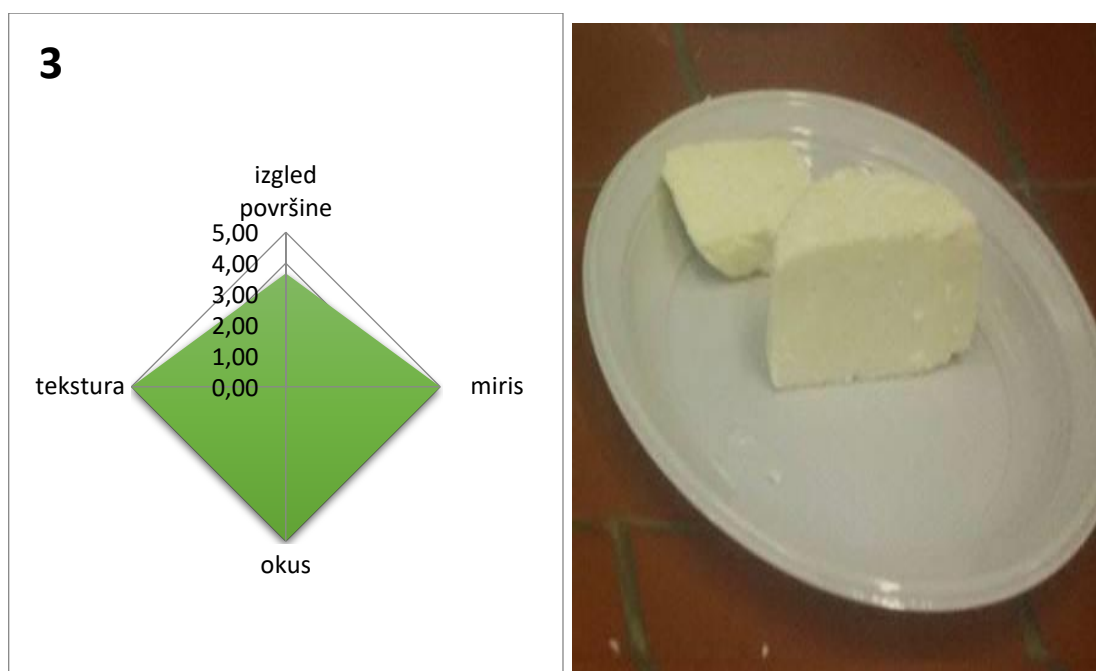 3
izgled
površine
5,00
4,00
3,00
2,00
1,00
0,00
tekstura
miris
okus